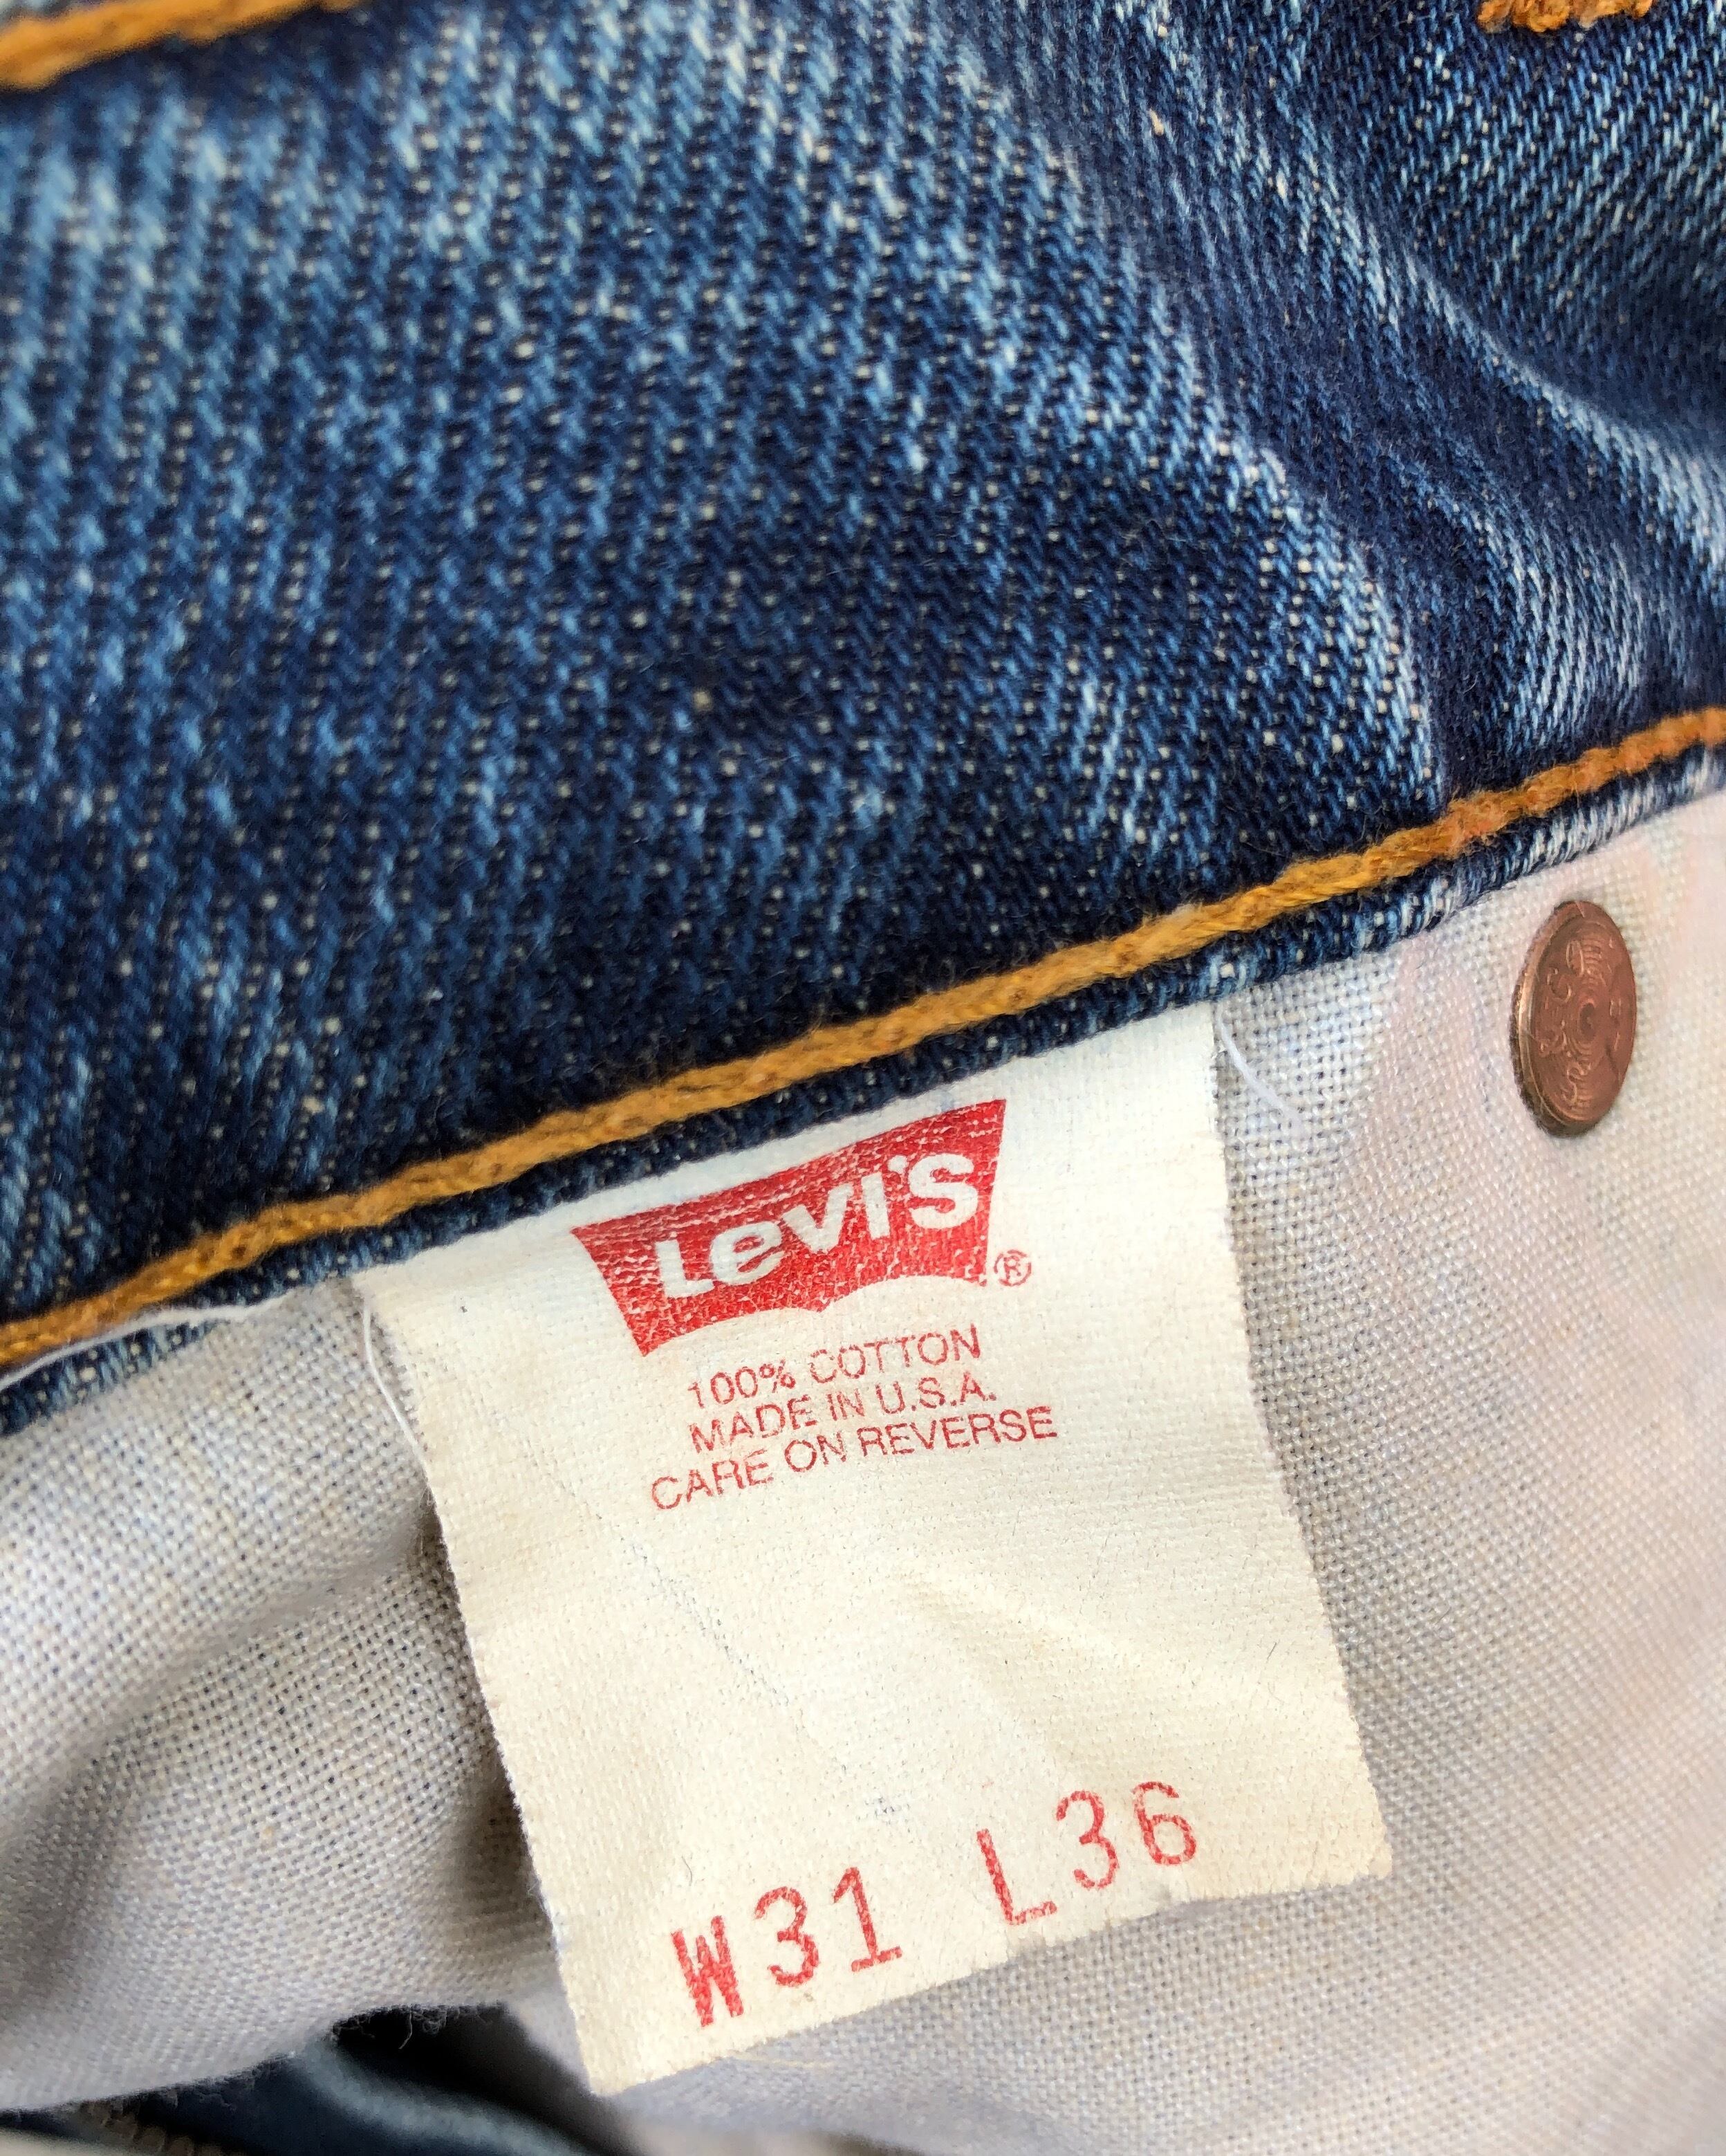 Levi's
®
100% COTTON
MADE IN U.S.A.
CARE ON REVERSE
W31 L36